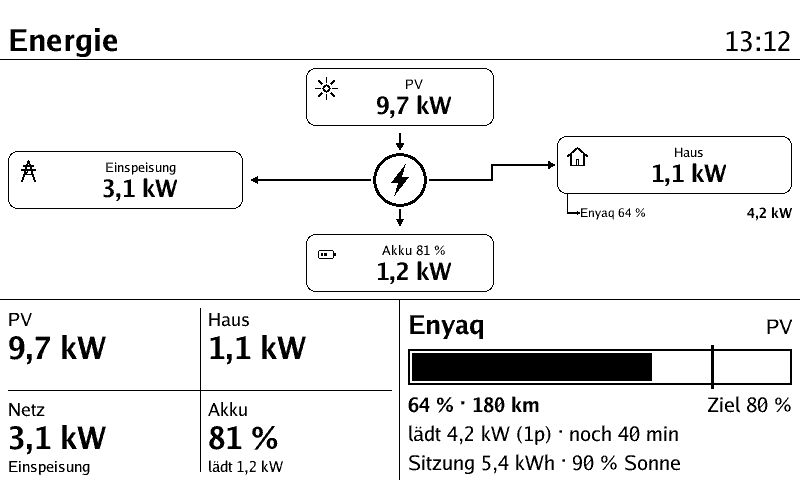 Energie
13:12
PV
9,7 kW
Einspeisung
3,1 kW
Haus
1,1 kW
Enyaq 64 %
4,2 kW
Akku 81 %
1,2 kW
PV
9,7 kW
Haus
1,1 kW
Netz
3,1 kW
Einspeisung
Akku
81 %
lädt 1,2 kW
Enyaq
PV
64 % · 180 km
Ziel 80 %
lädt 4,2 kW (1p) · noch 40 min
Sitzung 5,4 kWh · 90 % Sonne